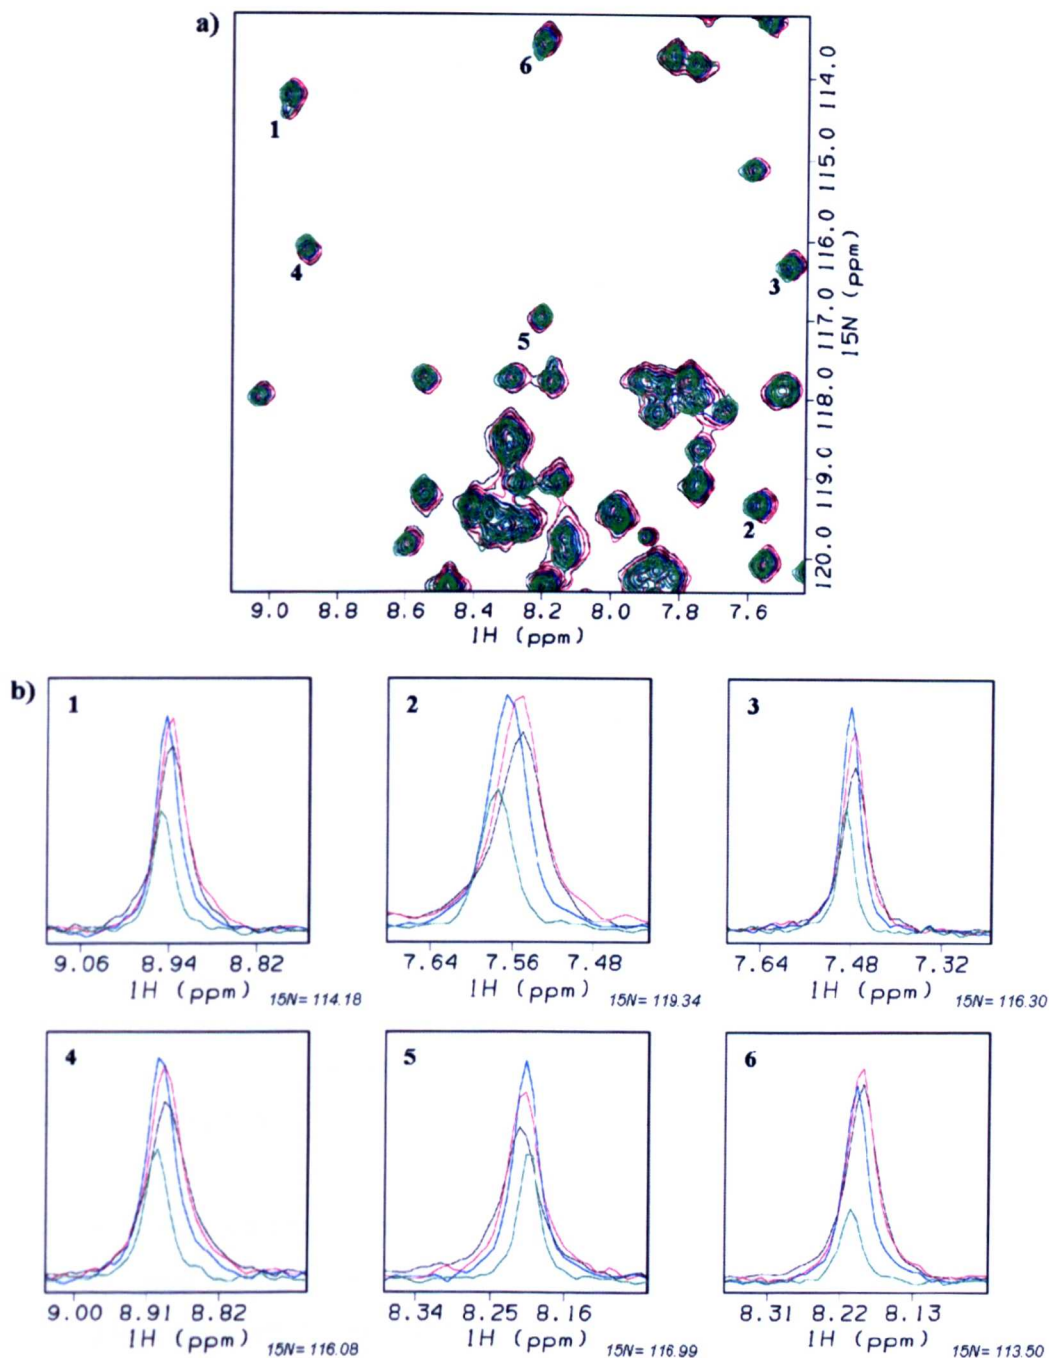 a)
6
1
4
3
5
2
114.0
115.0
116.0
117.0
118.0
119.0
120.0
15N (ppm)
9.0 8.8 8.6 8.4 8.2 8.0 7.8 7.6
1H (ppm)
b)
1 2 3
9.06 8.94 8.82 7.64 7.56 7.48 7.64 7.48 7.32
1H (ppm) 15N= 114.18 1H (ppm) 15N= 119.34 1H (ppm) 15N= 116.30
4 5 6
9.00 8.91 8.82 8.34 8.25 8.16 8.31 8.22 8.13
1H (ppm) 15N= 116.08 1H (ppm) 15N= 116.99 1H (ppm) 15N= 113.50